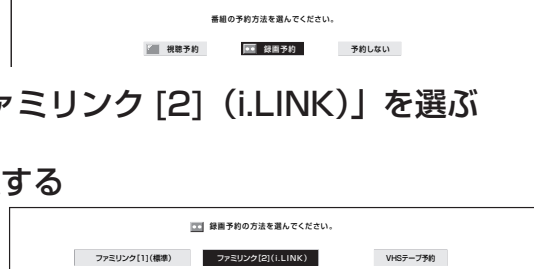 番組の予約方法を選んでください。
視聴予約 録画予約 予約しない
ァミリンク [2]（i.LINK）」を選ぶ
する
録画予約の方法を選んでください。
ファミリンク[1](標準) ファミリンク[2](i.LINK) VHSテープ予約